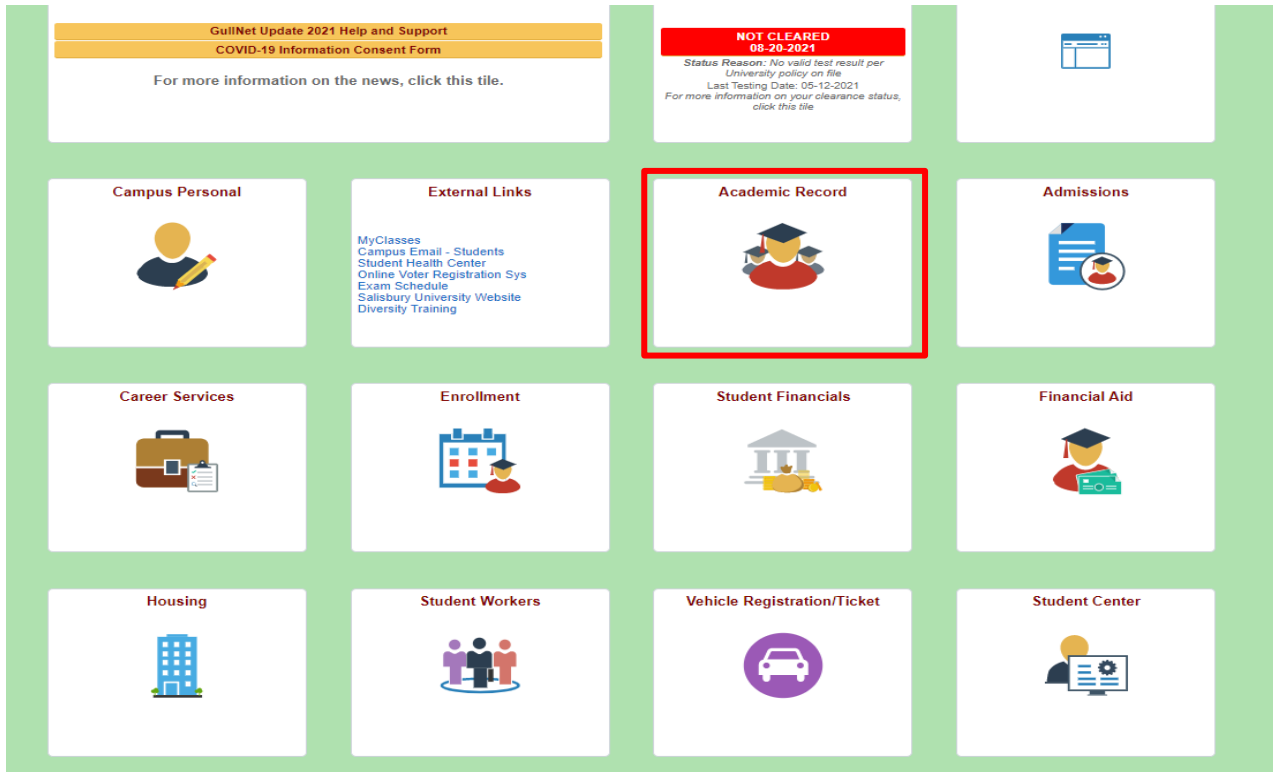 GullNet Update 2021 Help and Support
COVID-19 Information Consent Form
For more information on the news, click this tile.
NOT CLEARED
08-20-2021
Status Reason: No valid test result per
University policy on file
Last Testing Date: 05-12-2021
For more information on your clearance status,
click this tile
Campus Personal
External Links
MyClasses
Campus Email - Students
Student Health Center
Online Voter Registration Sys
Exam Schedule
Salisbury University Website
Diversity Training
Academic Record
Admissions
Career Services
Enrollment
Student Financials
Financial Aid
Housing
Student Workers
Vehicle Registration/Ticket
Student Center